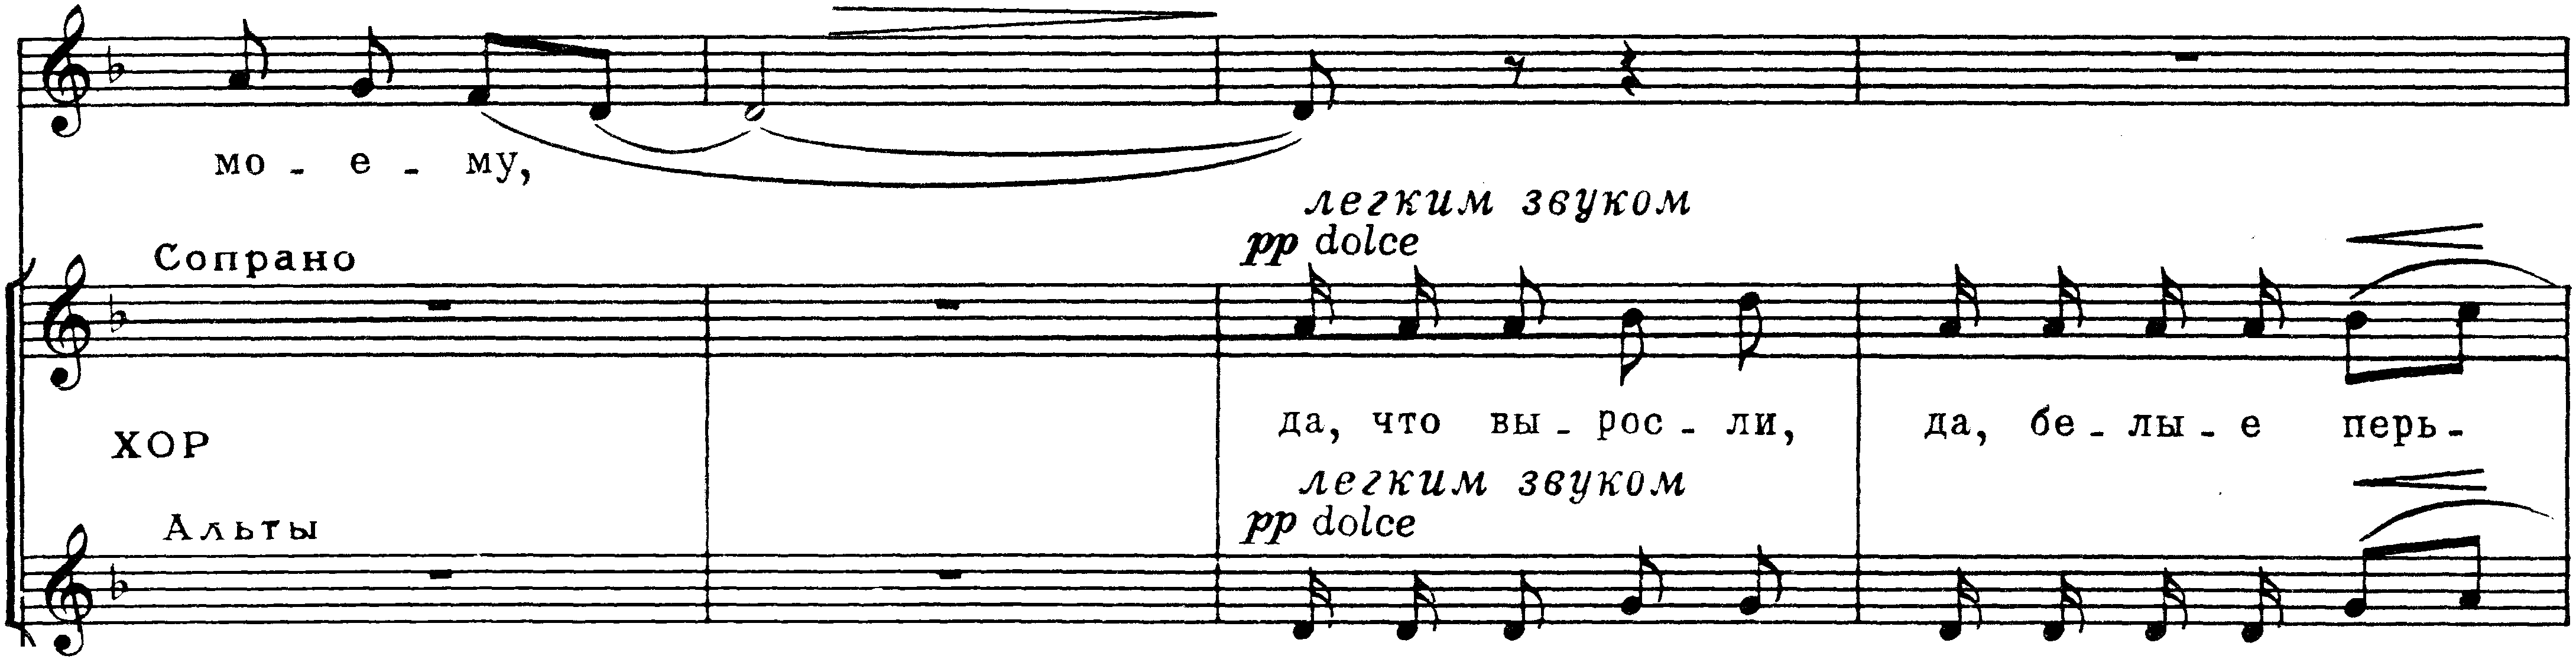 мо - е - му,
легким звуком
Сопрано
pp dolce
да, что вы - рос - ли, да, бе - лы - е перь -
ХОР
легким звуком
Альты
pp dolce